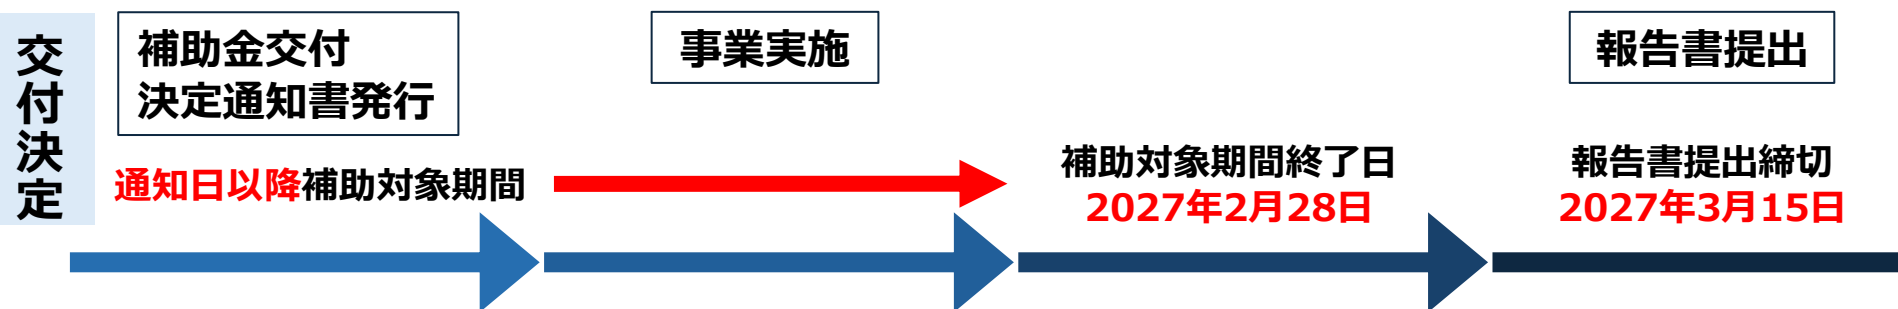 交付決定
補助金交付
決定通知書発行
事業実施
報告書提出
通知日以降補助対象期間
補助対象期間終了日
2027年2月28日
報告書提出締切
2027年3月15日